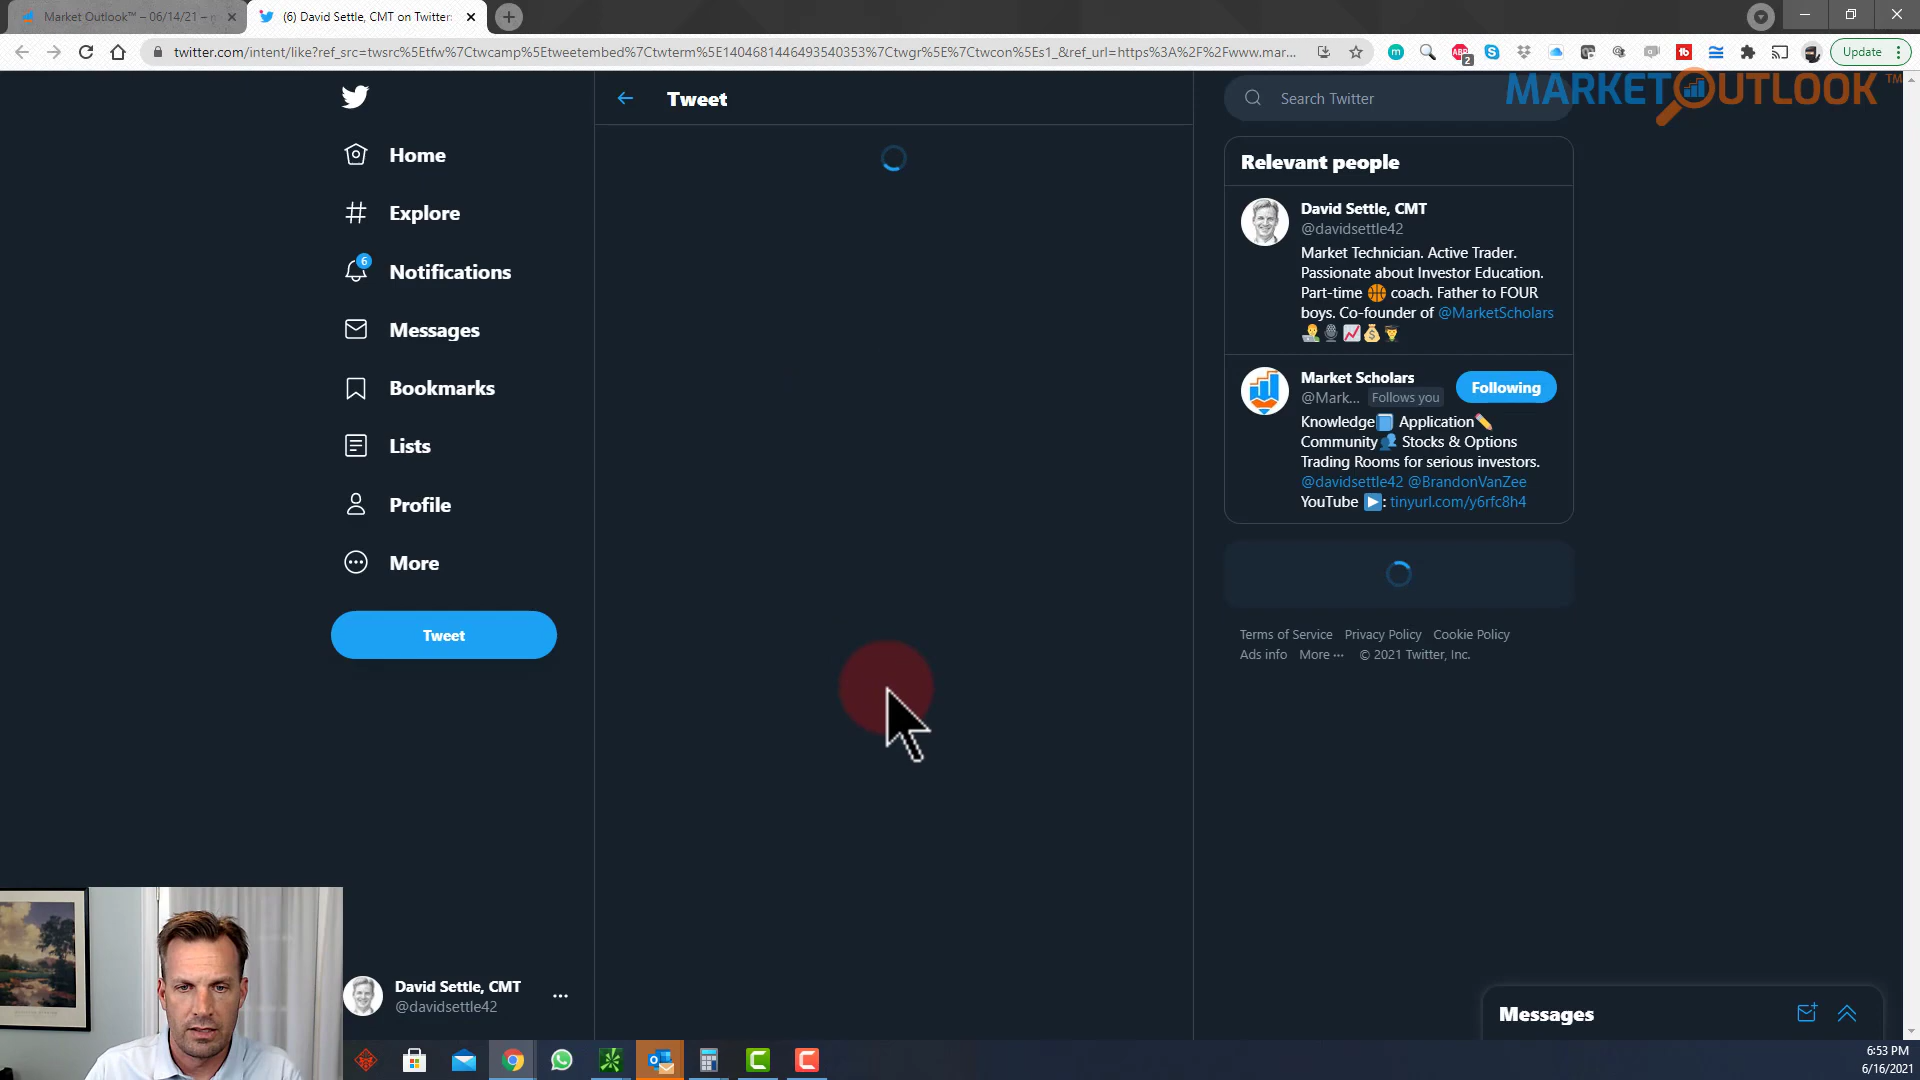 Market Outlook™ – 06/14/21 –
(6) David Settle, CMT on Twitter:
twitter.com/intent/like?ref_src=twsrc%5Etfw%7Ctwcamp%5Etweetembed%7Ctwterm%5E1404681446493540353%7Ctwgr%5E%7Ctwcon%5Es1_&ref_url=https%3A%2F%2Fwww.mar...
2
Update
MARKETOUTLOOK™
Tweet
Search Twitter
Home
Explore
6
Notifications
Messages
Bookmarks
Lists
Profile
More
Tweet
Relevant people
David Settle, CMT
@davidsettle42
Market Technician. Active Trader.
Passionate about Investor Education.
Part-time 🏀 coach. Father to FOUR
boys. Co-founder of @MarketScholars
Market Scholars
@Mark... Follows you
Following
Knowledge📘 Application✏️
Community👥 Stocks & Options
Trading Rooms for serious investors.
@davidsettle42 @BrandonVanZee
YouTube ▶️: tinyurl.com/y6rfc8h4
Terms of Service Privacy Policy Cookie Policy
Ads info More ··· © 2021 Twitter, Inc.
David Settle, CMT
@davidsettle42
Messages
6:53 PM
6/16/2021